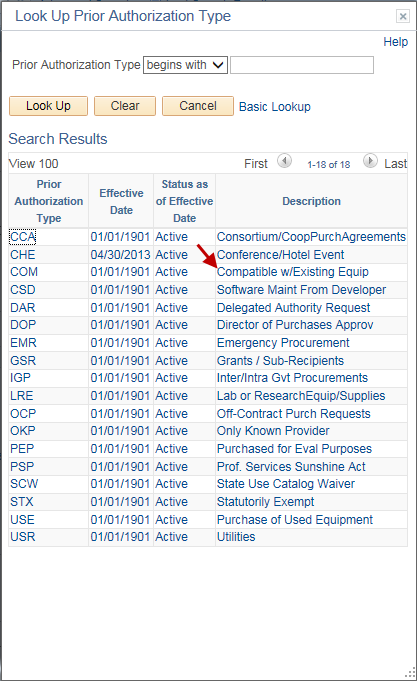 Look Up Prior Authorization Type
Help
Prior Authorization Type begins with
Look Up Clear Cancel Basic Lookup
Search Results
View 100 First 1-18 of 18 Last
Prior Authorization Type Effective Date Status as of Effective Date Description
CCA 01/01/1901 Active Consortium/CoopPurchAgreements
CHE 04/30/2013 Active Conference/Hotel Event
COM 01/01/1901 Active Compatible w/Existing Equip
CSD 01/01/1901 Active Software Maint From Developer
DAR 01/01/1901 Active Delegated Authority Request
DOP 01/01/1901 Active Director of Purchases Approv
EMR 01/01/1901 Active Emergency Procurement
GSR 01/01/1901 Active Grants / Sub-Recipients
IGP 01/01/1901 Active Inter/Intra Gvt Procurements
LRE 01/01/1901 Active Lab or ResearchEquip/Supplies
OCP 01/01/1901 Active Off-Contract Purch Requests
OKP 01/01/1901 Active Only Known Provider
PEP 01/01/1901 Active Purchased for Eval Purposes
PSP 01/01/1901 Active Prof. Services Sunshine Act
SCW 01/01/1901 Active State Use Catalog Waiver
STX 01/01/1901 Active Statutorily Exempt
USE 01/01/1901 Active Purchase of Used Equipment
USR 01/01/1901 Active Utilities